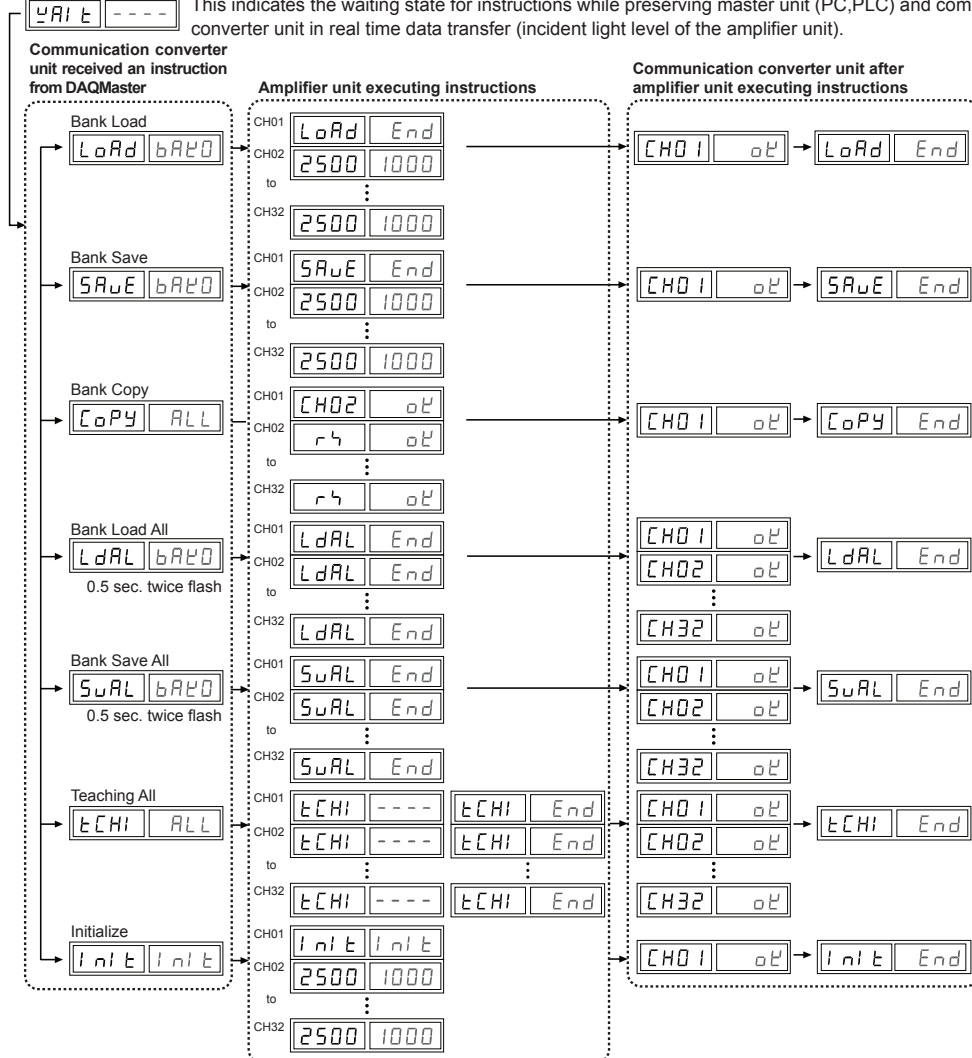 WAIt ----
This indicates the waiting state for instructions while preserving master unit (PC,PLC) and com
converter unit in real time data transfer (incident light level of the amplifier unit).
Communication converter
unit received an instruction
from DAQMaster
Amplifier unit executing instructions
Communication converter unit after
amplifier unit executing instructions
Bank Load
LoAd bAK0
CH01 LoAd End
CH02 2500 1000
to
CH32 2500 1000
CH01 oK LoAd End
Bank Save
SAvE bAK0
CH01 SAvE End
CH02 2500 1000
to
CH32 2500 1000
CH01 oK SAvE End
Bank Copy
CoPY ALL
CH01 CH02 oK
CH02 rS oK
to
CH32 rS oK
CH01 oK CoPY End
Bank Load All
LdAL bAK0
0.5 sec. twice flash
CH01 LdAL End
CH02 LdAL End
to
CH32 LdAL End
CH01 oK LdAL End
CH02 oK
CH32 oK
Bank Save All
SvAL bAK0
0.5 sec. twice flash
CH01 SvAL End
CH02 SvAL End
to
CH32 SvAL End
CH01 oK SvAL End
CH02 oK
CH32 oK
Teaching All
tCHI ALL
CH01 tCHI ---- tCHI End
CH02 tCHI ---- tCHI End
to
CH32 tCHI ---- tCHI End
CH01 oK tCHI End
CH02 oK
CH32 oK
Initialize
InIt InIt
CH01 InIt InIt
CH02 2500 1000
to
CH32 2500 1000
CH01 oK InIt End